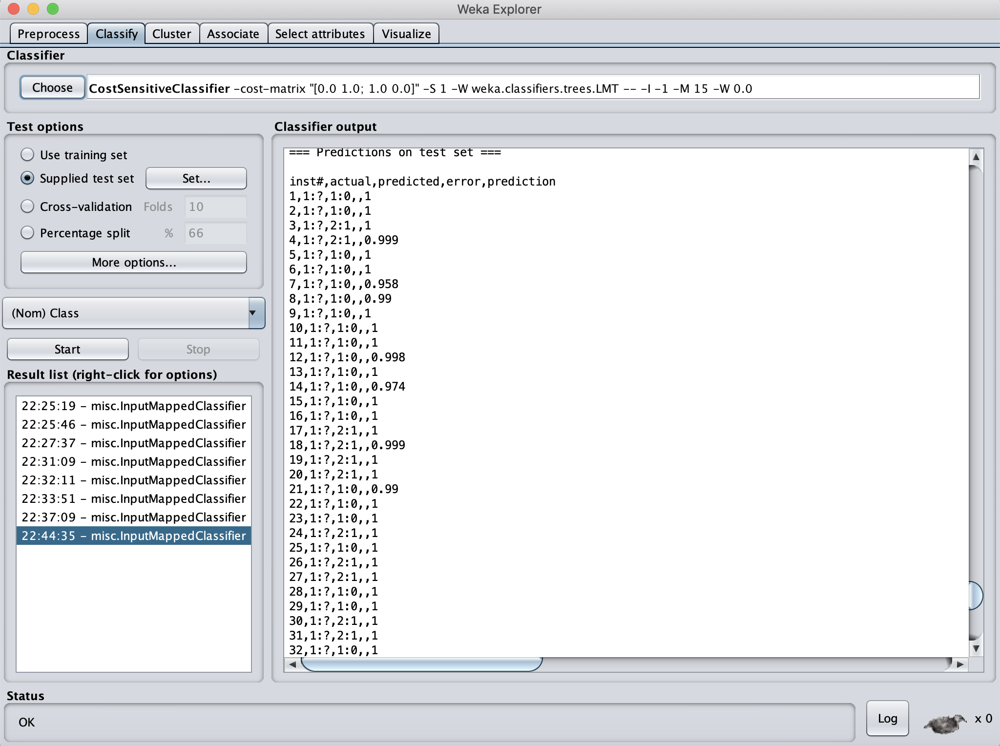 Weka Explorer
Preprocess Classify Cluster Associate Select attributes Visualize
Classifier
Choose CostSensitiveClassifier -cost-matrix "[0.0 1.0; 1.0 0.0]" -S 1 -W weka.classifiers.trees.LMT -- -I -1 -M 15 -W 0.0
Test options
Use training set
Supplied test set Set...
Cross-validation Folds 10
Percentage split % 66
More options...
(Nom) Class
Start Stop
Result list (right-click for options)
22:25:19 - misc.InputMappedClassifier
22:25:46 - misc.InputMappedClassifier
22:27:37 - misc.InputMappedClassifier
22:31:09 - misc.InputMappedClassifier
22:32:11 - misc.InputMappedClassifier
22:33:51 - misc.InputMappedClassifier
22:37:09 - misc.InputMappedClassifier
22:44:35 - misc.InputMappedClassifier
Classifier output
=== Predictions on test set ===
inst#,actual,predicted,error,prediction
1,1:?,1:0,,1
2,1:?,1:0,,1
3,1:?,2:1,,1
4,1:?,2:1,,0.999
5,1:?,1:0,,1
6,1:?,1:0,,1
7,1:?,1:0,,0.958
8,1:?,1:0,,0.99
9,1:?,1:0,,1
10,1:?,1:0,,1
11,1:?,1:0,,1
12,1:?,1:0,,0.998
13,1:?,1:0,,1
14,1:?,1:0,,0.974
15,1:?,1:0,,1
16,1:?,1:0,,1
17,1:?,2:1,,1
18,1:?,2:1,,0.999
19,1:?,2:1,,1
20,1:?,2:1,,1
21,1:?,1:0,,0.99
22,1:?,1:0,,1
23,1:?,1:0,,1
24,1:?,2:1,,1
25,1:?,1:0,,1
26,1:?,2:1,,1
27,1:?,2:1,,1
28,1:?,1:0,,1
29,1:?,1:0,,1
30,1:?,2:1,,1
31,1:?,2:1,,1
32,1:?,1:0,,1
Status
OK
Log x 0